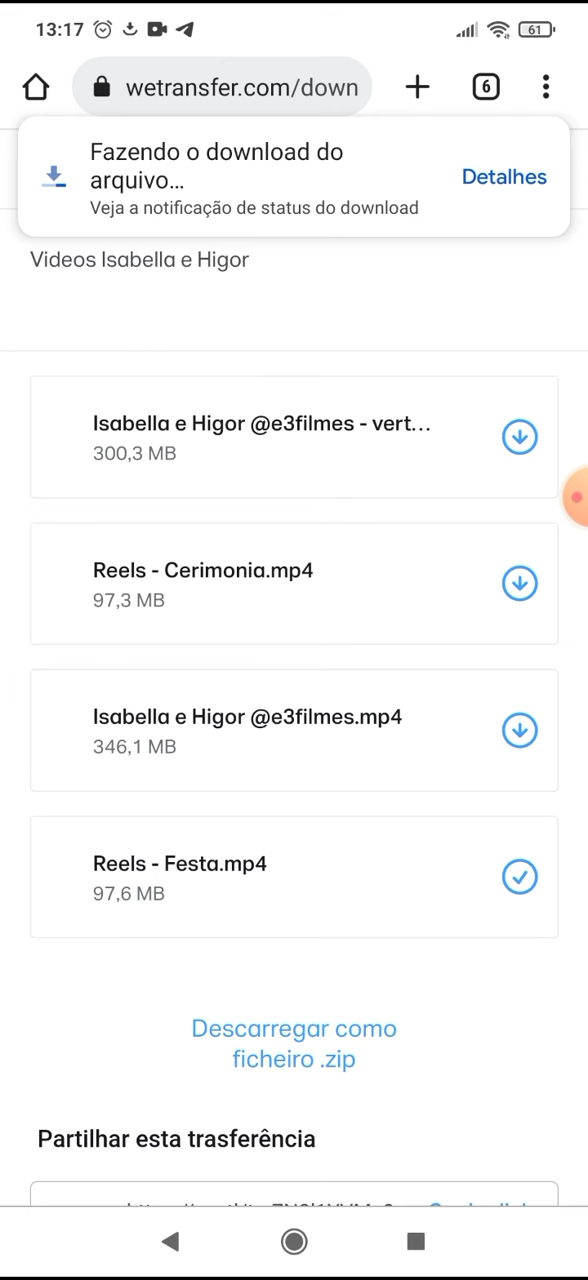 13:17
61
wetransfer.com/down
6
Fazendo o download do
arquivo...
Detalhes
Veja a notificação de status do download
Videos Isabella e Higor
Isabella e Higor @e3filmes - vert...
300,3 MB
Reels - Cerimonia.mp4
97,3 MB
Isabella e Higor @e3filmes.mp4
346,1 MB
Reels - Festa.mp4
97,6 MB
Descarregar como
ficheiro .zip
Partilhar esta trasferência